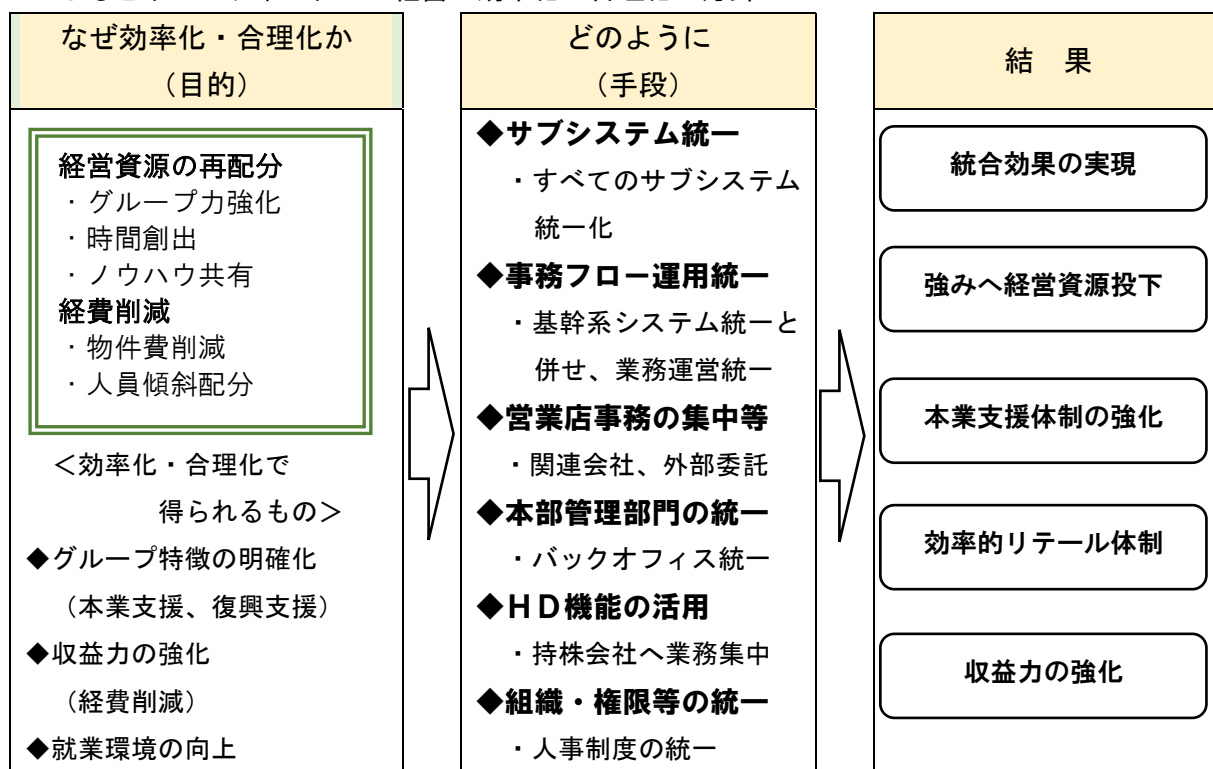 なぜ効率化・合理化か
（目的）
経営資源の再配分
・グループ力強化
・時間創出
・ノウハウ共有
経費削減
・物件費削減
・人員傾斜配分
＜効率化・合理化で
得られるもの＞
◆グループ特徴の明確化
（本業支援、復興支援）
◆収益力の強化
（経費削減）
◆就業環境の向上
どのように
（手段）
◆サブシステム統一
・すべてのサブシステム
統一化
◆事務フロー運用統一
・基幹系システム統一と
併せ、業務運営統一
◆営業店事務の集中等
・関連会社、外部委託
◆本部管理部門の統一
・バックオフィス統一
◆ＨＤ機能の活用
・持株会社へ業務集中
◆組織・権限等の統一
・人事制度の統一
結　果
統合効果の実現
強みへ経営資源投下
本業支援体制の強化
効率的リテール体制
収益力の強化